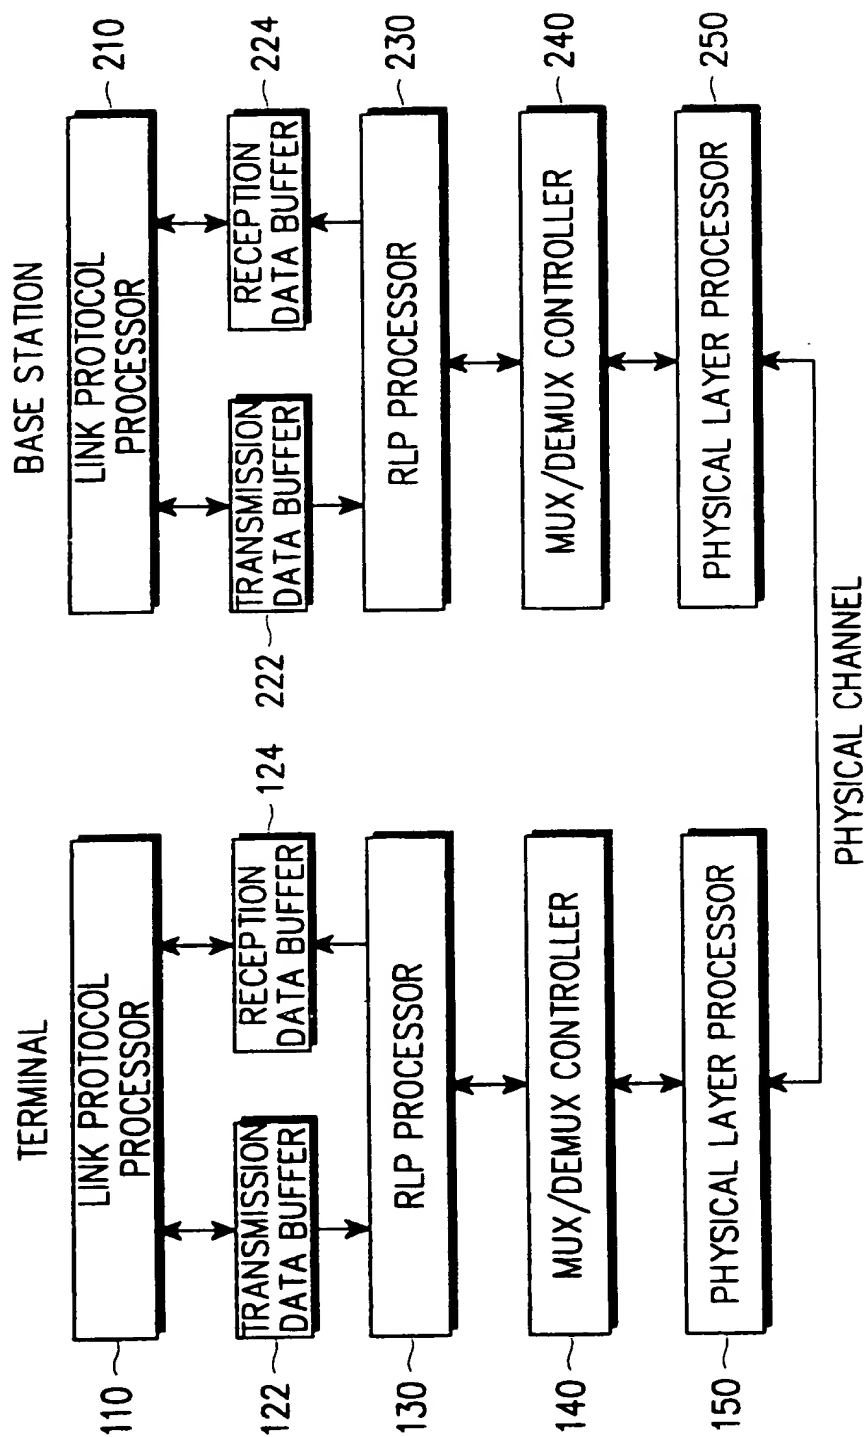 TERMINAL
110
LINK PROTOCOL
PROCESSOR
122
TRANSMISSION
DATA BUFFER
RECEPTION
DATA BUFFER
124
130
RLP PROCESSOR
140
MUX/DEMUX CONTROLLER
150
PHYSICAL LAYER PROCESSOR
BASE STATION
LINK PROTOCOL
PROCESSOR
210
222
TRANSMISSION
DATA BUFFER
RECEPTION
DATA BUFFER
224
RLP PROCESSOR
230
MUX/DEMUX CONTROLLER
240
PHYSICAL LAYER PROCESSOR
250
PHYSICAL CHANNEL